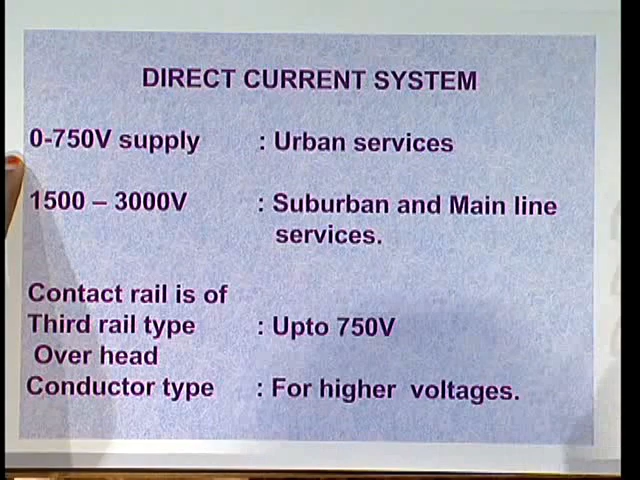 DIRECT CURRENT SYSTEM
0-750V supply : Urban services
1500 – 3000V : Suburban and Main line
services.
Contact rail is of
Third rail type : Upto 750V
Over head
Conductor type : For higher voltages.